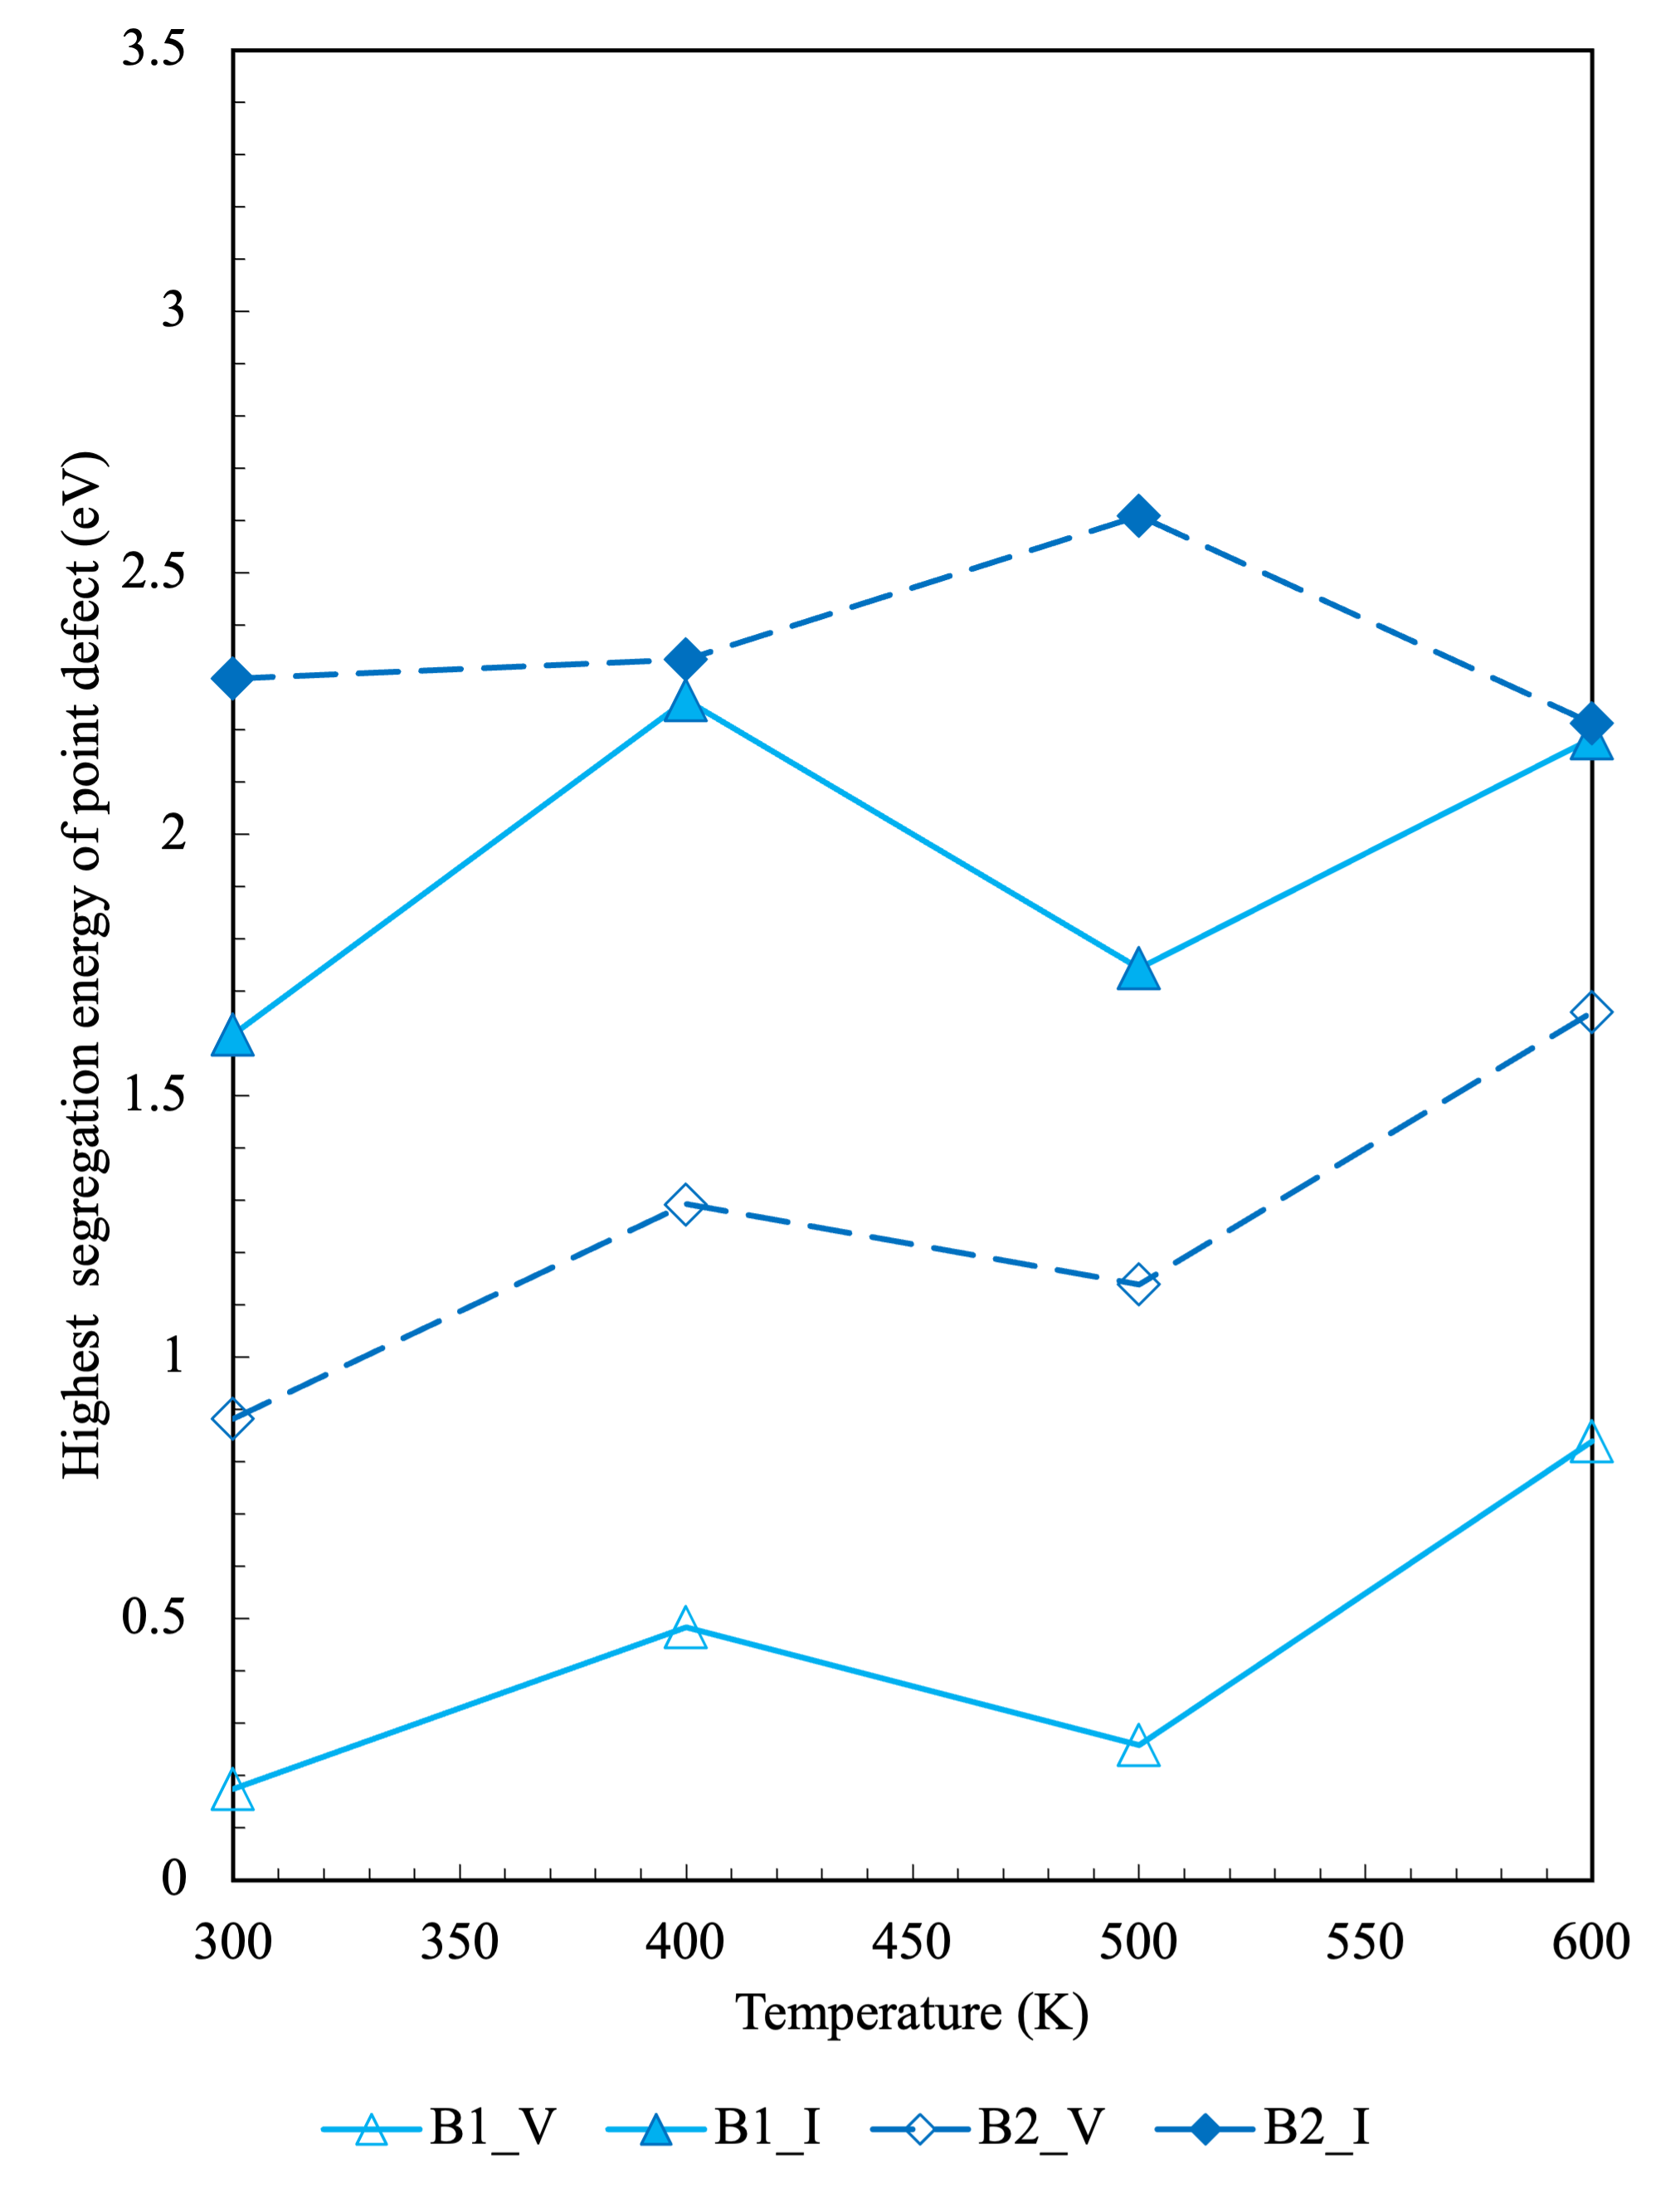 Highest segregation energy of point defect (eV)
3.5
3
2.5
2
1.5
1
0.5
0
300 350 400 450 500 550 600
Temperature (K)
B1_V B1_I B2_V B2_I